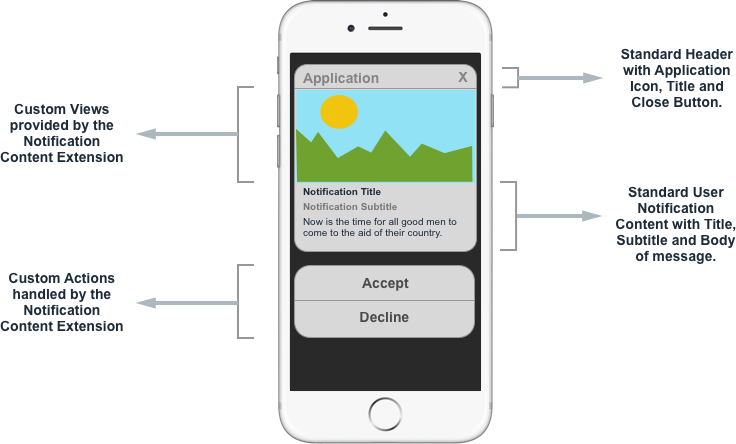 Standard Header
with Application
Icon, Title and
Close Button.
Application X
Custom Views
provided by the
Notification
Content Extension
Notification Title
Notification Subtitle
Now is the time for all good men to
come to the aid of their country.
Standard User
Notification
Content with Title,
Subtitle and Body
of message.
Custom Actions
handled by the
Notification
Content Extension
Accept
Decline